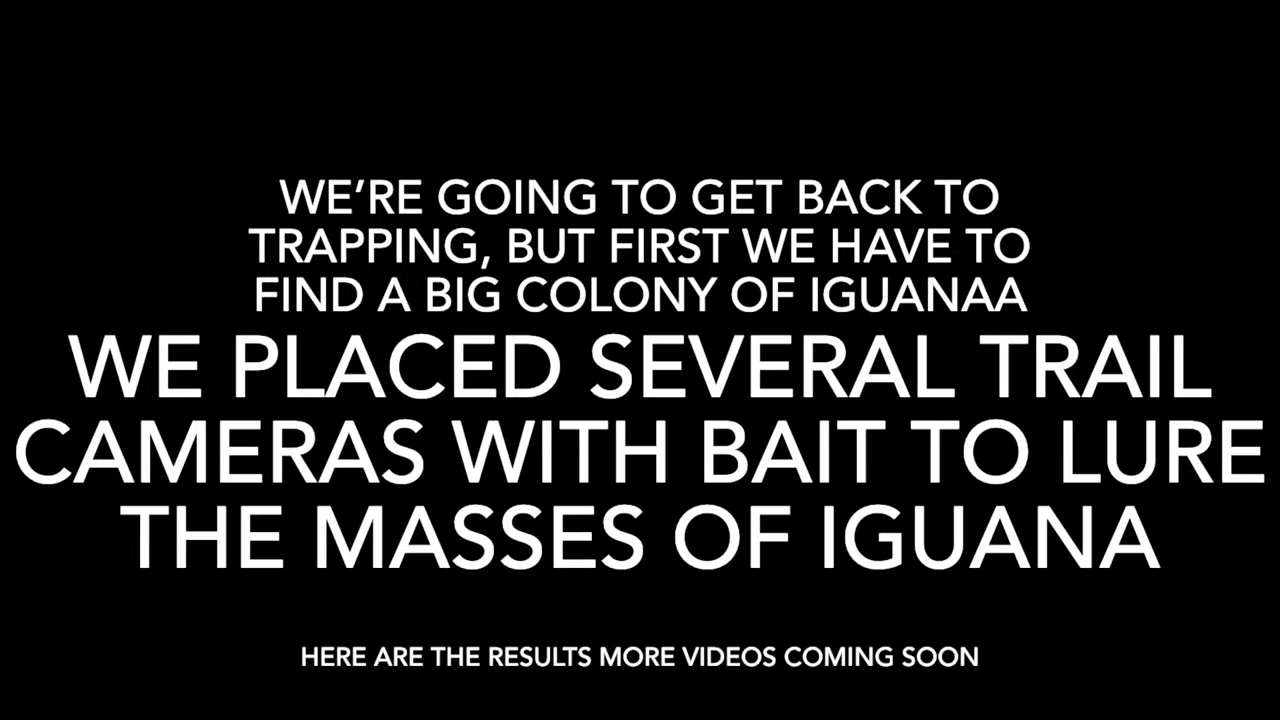 WE’RE GOING TO GET BACK TO
TRAPPING, BUT FIRST WE HAVE TO
FIND A BIG COLONY OF IGUANAA
WE PLACED SEVERAL TRAIL
CAMERAS WITH BAIT TO LURE
THE MASSES OF IGUANA
HERE ARE THE RESULTS MORE VIDEOS COMING SOON